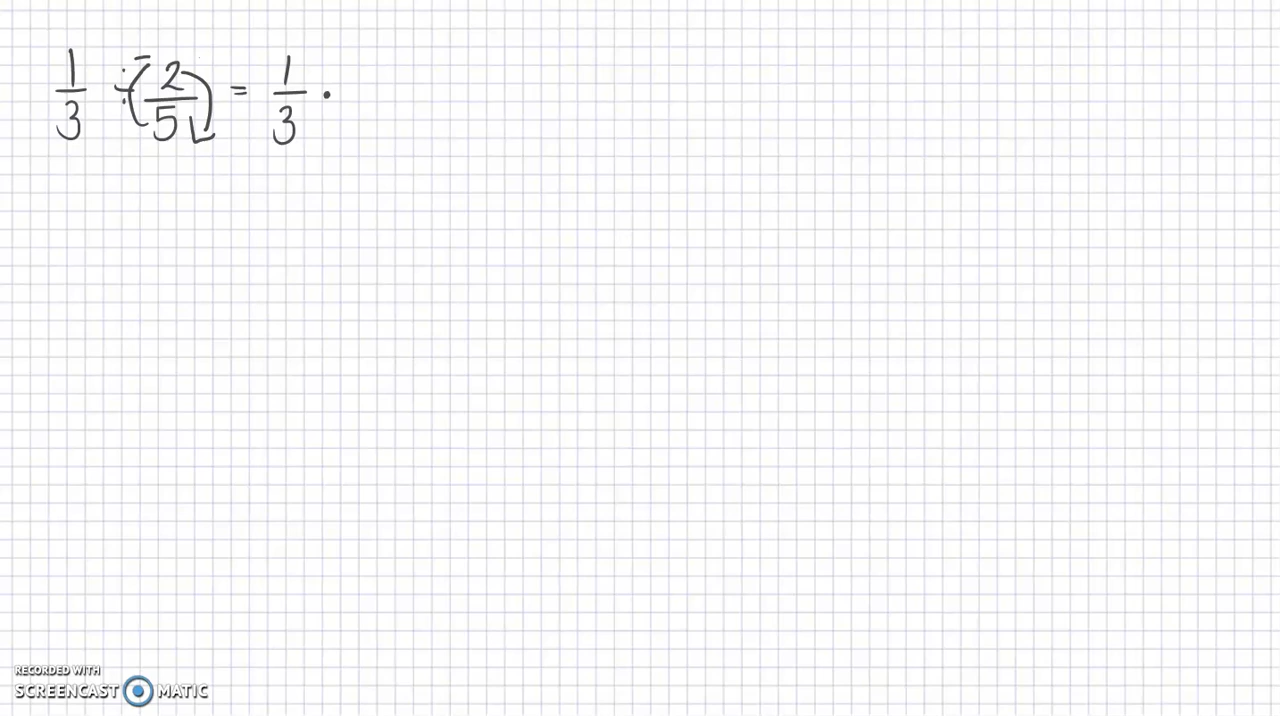 1/3 ÷ (2/5) = 1/3 ·
RECORDED WITH
SCREENCAST MATIC